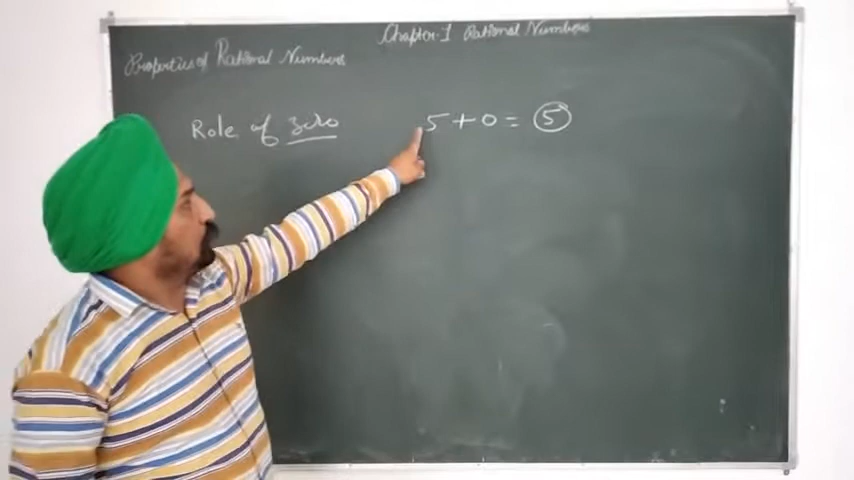 Chapter-1 Rational Numbers
Properties of Rational Numbers
Role of zero 5 + 0 = 5